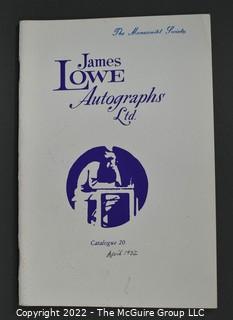 The Manuscript Society
James
LOWE
Autographs
Ltd.
Catalogue 20
April 1982
Copyright 2022 - The McGuire Group LLC